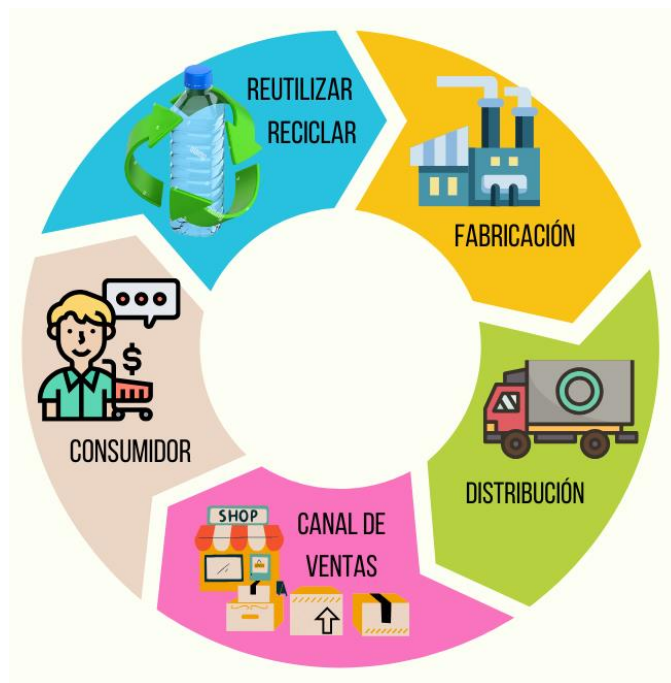 REUTILIZAR
RECICLAR
FABRICACIÓN
DISTRIBUCIÓN
SHOP
CANAL DE
VENTAS
CONSUMIDOR
$